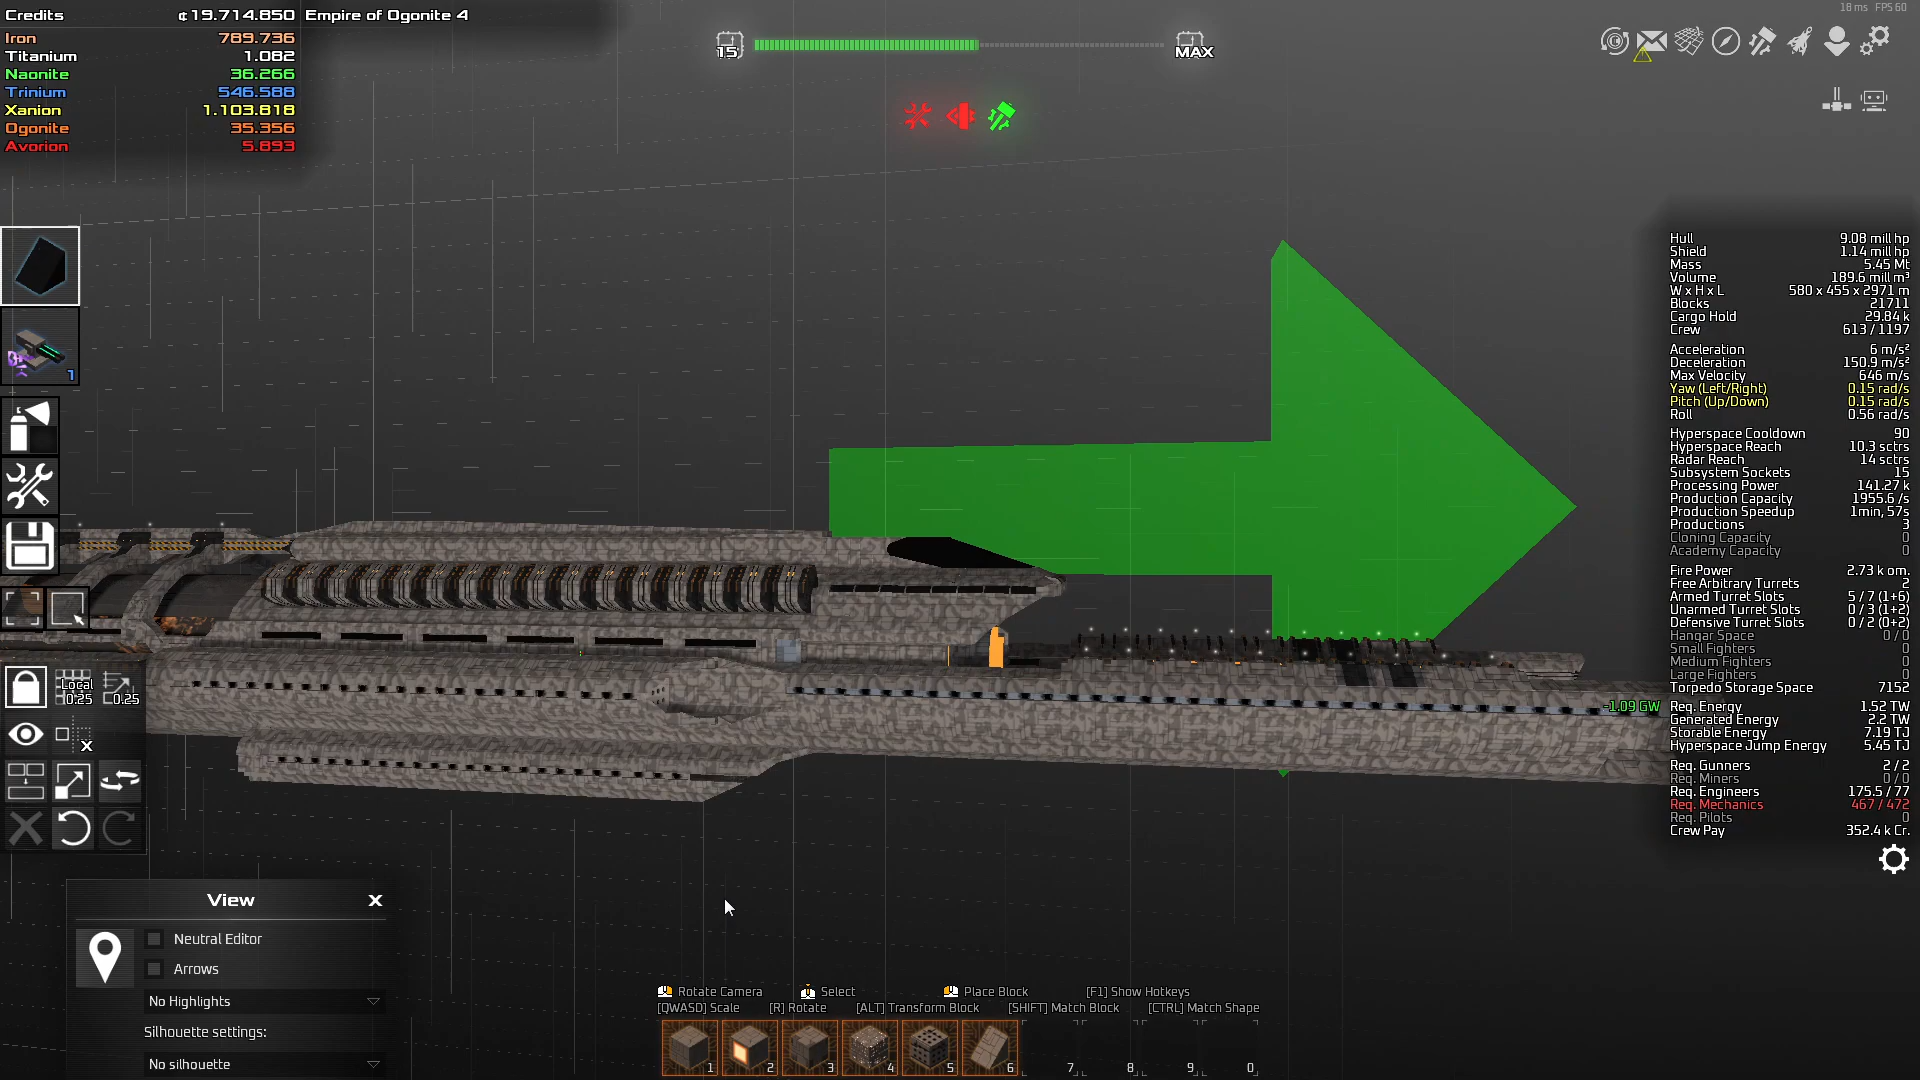 Credits ¢19.714.850 Empire of Ogonite 4
18 ms FPS 60
Iron 789.736
Titanium 1.082
Naonite 36.266
Trinium 546.588
Xanion 1.103.818
Ogonite 35.356
Avorion 5.893
15 MAX
1
Local
0.25 0.25
X
Hull 9.08 mill hp
Shield 1.14 mill hp
Mass 5.45 Mt
Volume 189.6 mill m³
W x H x L 580 x 455 x 2971 m
Blocks 21711
Cargo Hold 29.84 k
Crew 613 / 1197
Acceleration 6 m/s²
Deceleration 150.9 m/s²
Max Velocity 646 m/s
Yaw (Left/Right) 0.15 rad/s
Pitch (Up/Down) 0.15 rad/s
Roll 0.56 rad/s
Hyperspace Cooldown 90
Hyperspace Reach 10.3 sctrs
Radar Reach 14 sctrs
Subsystem Sockets 15
Processing Power 141.27 k
Production Capacity 1955.6 /s
Production Speedup 1min, 57s
Productions 3
Cloning Capacity 0
Academy Capacity 0
Fire Power 2.73 k om.
Free Arbitrary Turrets 2
Armed Turret Slots 5 / 7 (1+6)
Unarmed Turret Slots 0 / 3 (1+2)
Defensive Turret Slots 0 / 2 (0+2)
Hangar Space 0 / 0
Small Fighters 0
Medium Fighters 0
Large Fighters 0
Torpedo Storage Space 7152
-1.09 GW Req. Energy 1.52 TW
Generated Energy 2.2 TW
Storable Energy 7.19 TJ
Hyperspace Jump Energy 5.45 TJ
Req. Gunners 2 / 2
Req. Miners 0 / 0
Req. Engineers 175.5 / 77
Req. Mechanics 467 / 472
Req. Pilots 0
Crew Pay 352.4 k Cr.
View X
Neutral Editor
Arrows
No Highlights
Silhouette settings:
No silhouette
Rotate Camera Select Place Block [F1] Show Hotkeys
[QWASD] Scale [R] Rotate [ALT] Transform Block [SHIFT] Match Block [CTRL] Match Shape
1 2 3 4 5 6 7 8 9 0